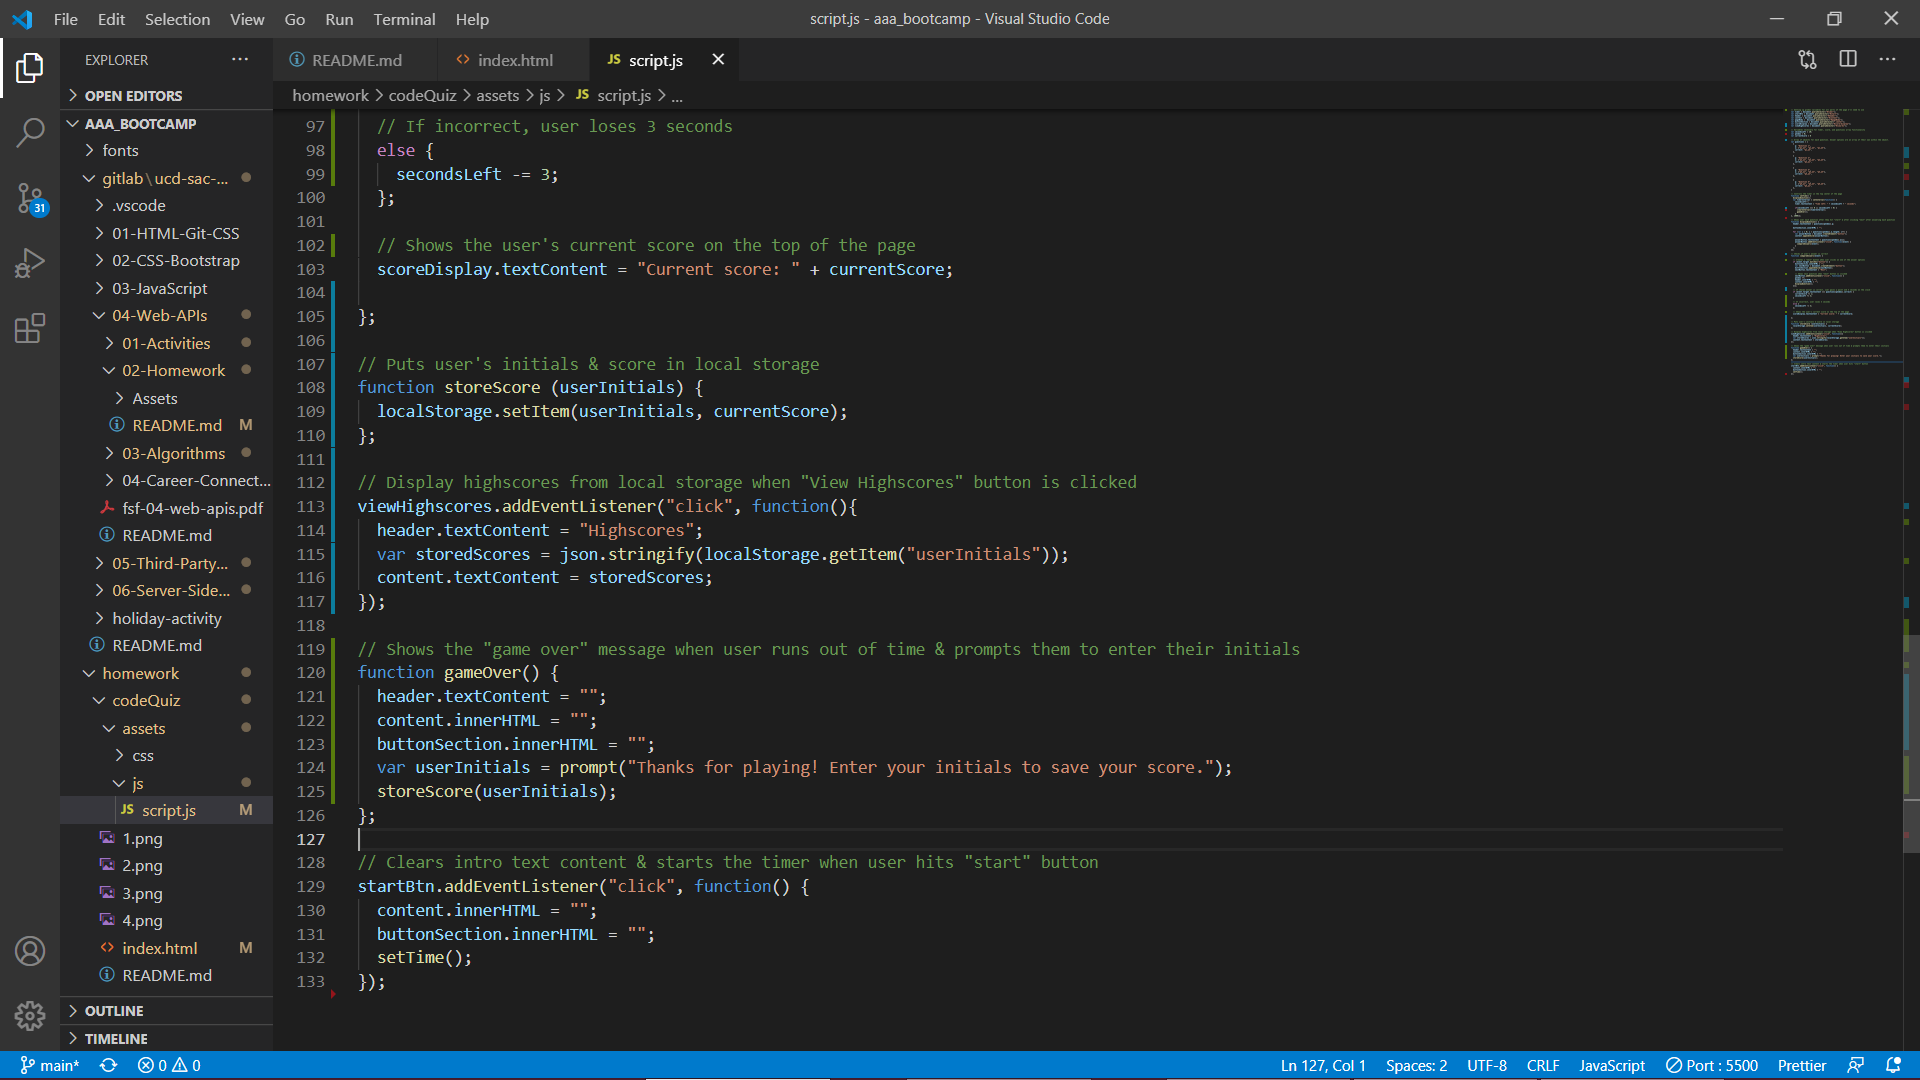 File Edit Selection View Go Run Terminal Help
script.js - aaa_bootcamp - Visual Studio Code
EXPLORER
README.md
index.html
JS script.js
OPEN EDITORS
homework > codeQuiz > assets > js > JS script.js > ...
AAA_BOOTCAMP
fonts
gitlab\ucd-sac-...
.vscode
01-HTML-Git-CSS
02-CSS-Bootstrap
03-JavaScript
04-Web-APIs
01-Activities
02-Homework
Assets
README.md M
03-Algorithms
04-Career-Connect...
fsf-04-web-apis.pdf
README.md
05-Third-Party...
06-Server-Side...
holiday-activity
README.md
homework
codeQuiz
assets
css
js
JS script.js M
1.png
2.png
3.png
4.png
index.html M
README.md
OUTLINE
TIMELINE
31
97 // If incorrect, user loses 3 seconds
98 else {
99 secondsLeft -= 3;
100 };
101
102 // Shows the user's current score on the top of the page
103 scoreDisplay.textContent = "Current score: " + currentScore;
104
105 };
106
107 // Puts user's initials & score in local storage
108 function storeScore (userInitials) {
109 localStorage.setItem(userInitials, currentScore);
110 };
111
112 // Display highscores from local storage when "View Highscores" button is clicked
113 viewHighscores.addEventListener("click", function(){
114 header.textContent = "Highscores";
115 var storedScores = json.stringify(localStorage.getItem("userInitials"));
116 content.textContent = storedScores;
117 });
118
119 // Shows the "game over" message when user runs out of time & prompts them to enter their initials
120 function gameOver() {
121 header.textContent = "";
122 content.innerHTML = "";
123 buttonSection.innerHTML = "";
124 var userInitials = prompt("Thanks for playing! Enter your initials to save your score.");
125 storeScore(userInitials);
126 };
127
128 // Clears intro text content & starts the timer when user hits "start" button
129 startBtn.addEventListener("click", function() {
130 content.innerHTML = "";
131 buttonSection.innerHTML = "";
132 setTime();
133 });
main* 0 0
Ln 127, Col 1 Spaces: 2 UTF-8 CRLF JavaScript Port : 5500 Prettier